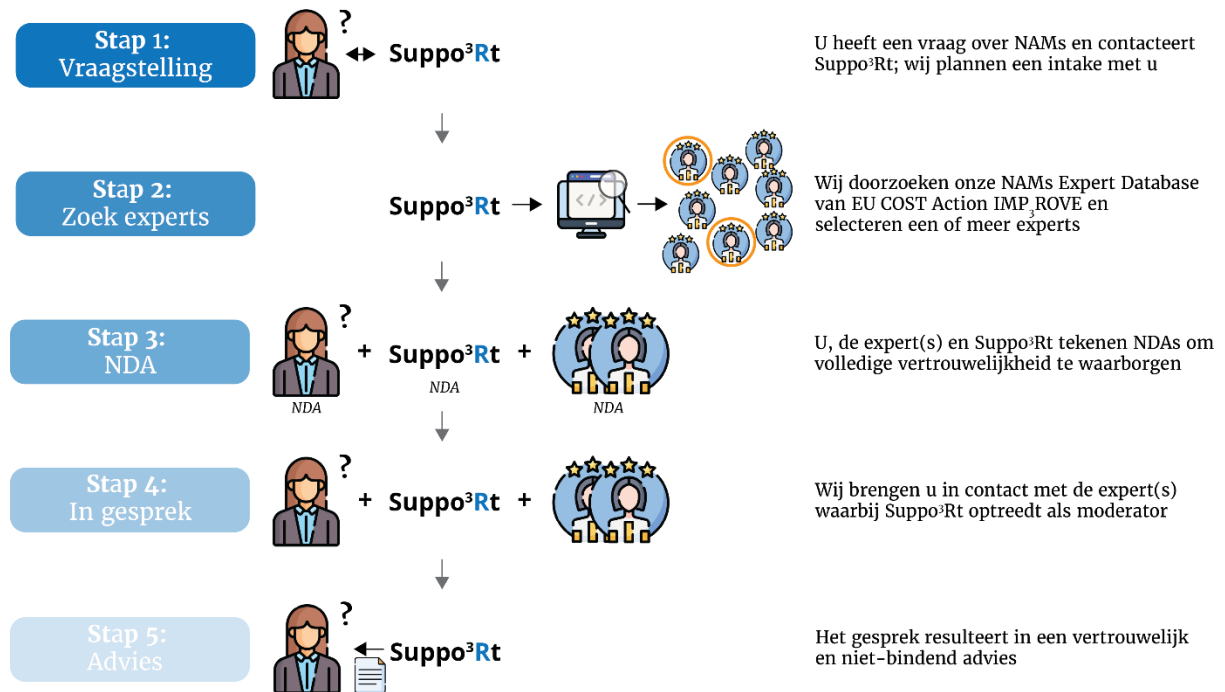 Stap 1:
Vraagstelling
?
Suppo³Rt
U heeft een vraag over NAMs en contacteert
Suppo³Rt; wij plannen een intake met u
Stap 2:
Zoek experts
Suppo³Rt
</>
Wij doorzoeken onze NAMs Expert Database
van EU COST Action IMP₃ROVE en
selecteren een of meer experts
Stap 3:
NDA
?
+ Suppo³Rt +
NDA
NDA
NDA
U, de expert(s) en Suppo³Rt tekenen NDAs om
volledige vertrouwelijkheid te waarborgen
Stap 4:
In gesprek
?
+ Suppo³Rt +
Wij brengen u in contact met de expert(s)
waarbij Suppo³Rt optreedt als moderator
Stap 5:
Advies
?
Suppo³Rt
Het gesprek resulteert in een vertrouwelijk
en niet-bindend advies